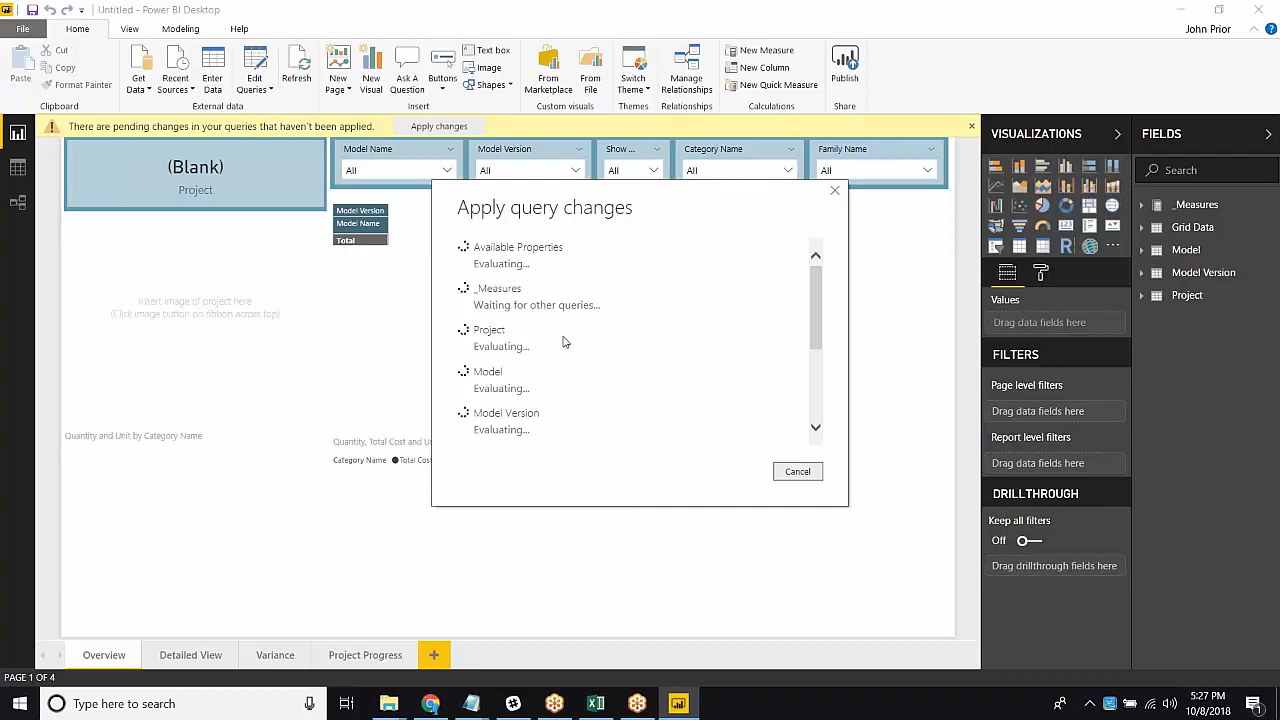 Untitled - Power BI Desktop
File
Home
View
Modeling
Help
John Prior
Paste
Cut
Copy
Format Painter
Clipboard
Get
Data
Recent
Sources
Enter
Data
Edit
Queries
Refresh
External data
New
Page
New
Visual
Ask A
Question
Buttons
Text box
Image
Shapes
Insert
From
Marketplace
From
File
Custom visuals
Switch
Theme
Themes
Manage
Relationships
Relationships
New Measure
New Column
New Quick Measure
Calculations
Publish
Share
There are pending changes in your queries that haven't been applied.
Apply changes
(Blank)
Project
Model Name
All
Model Version
All
Show ...
All
Category Name
All
Family Name
All
Model Version
Model Name
Total
Insert image of project here
(Click image button on ribbon across top)
Quantity and Unit by Category Name
Quantity, Total Cost and Un
Category Name
Total Cost
Apply query changes
Available Properties
Evaluating...
_Measures
Waiting for other queries...
Project
Evaluating...
Model
Evaluating...
Model Version
Evaluating...
Cancel
VISUALIZATIONS
R
Values
Drag data fields here
FILTERS
Page level filters
Drag data fields here
Report level filters
Drag data fields here
DRILLTHROUGH
Keep all filters
Off
Drag drillthrough fields here
FIELDS
Search
_Measures
Grid Data
Model
Model Version
Project
Overview
Detailed View
Variance
Project Progress
PAGE 1 OF 4
Type here to search
5:27 PM
10/8/2018